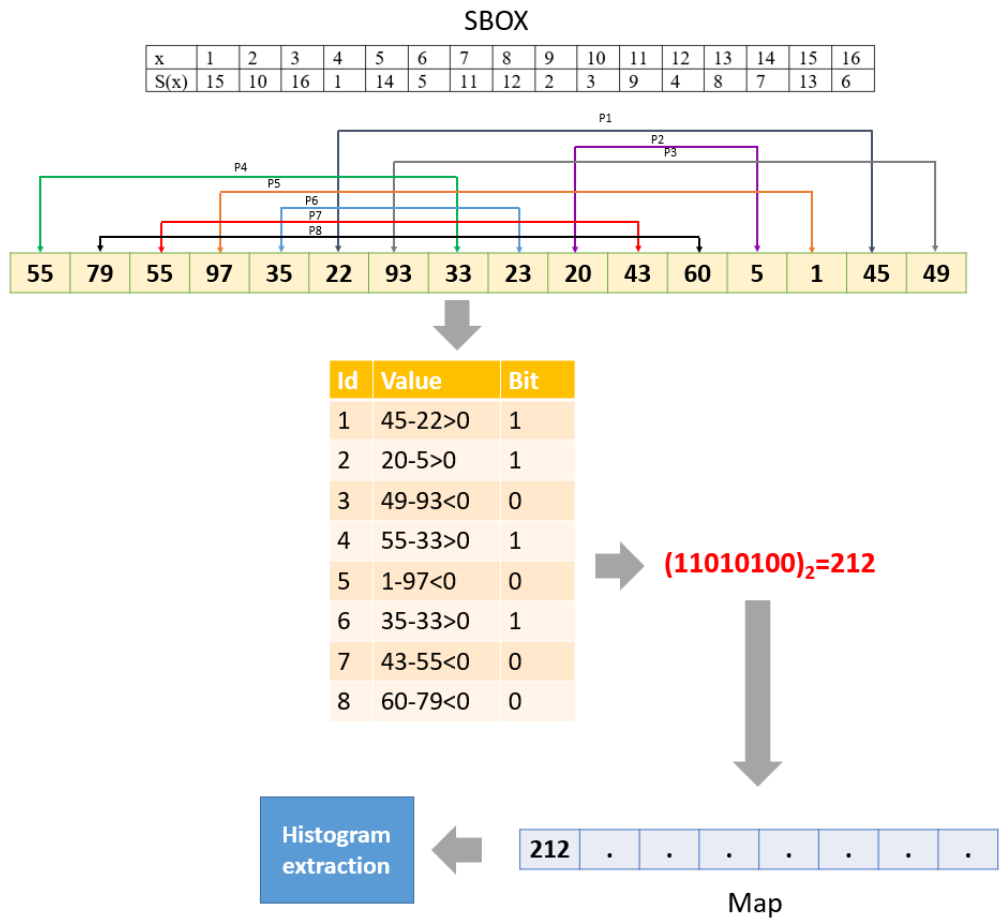 SBOX
x 1 2 3 4 5 6 7 8 9 10 11 12 13 14 15 16
S(x) 15 10 16 1 14 5 11 12 2 3 9 4 8 7 13 6
P1
P2
P3
P4
P5
P6
P7
P8
55 79 55 97 35 22 93 33 23 20 43 60 5 1 45 49
Id Value Bit
1 45-22>0 1
2 20-5>0 1
3 49-93<0 0
4 55-33>0 1
5 1-97<0 0
6 35-33>0 1
7 43-55<0 0
8 60-79<0 0
(11010100)₂=212
212 . . . . . . .
Histogram
extraction
Map